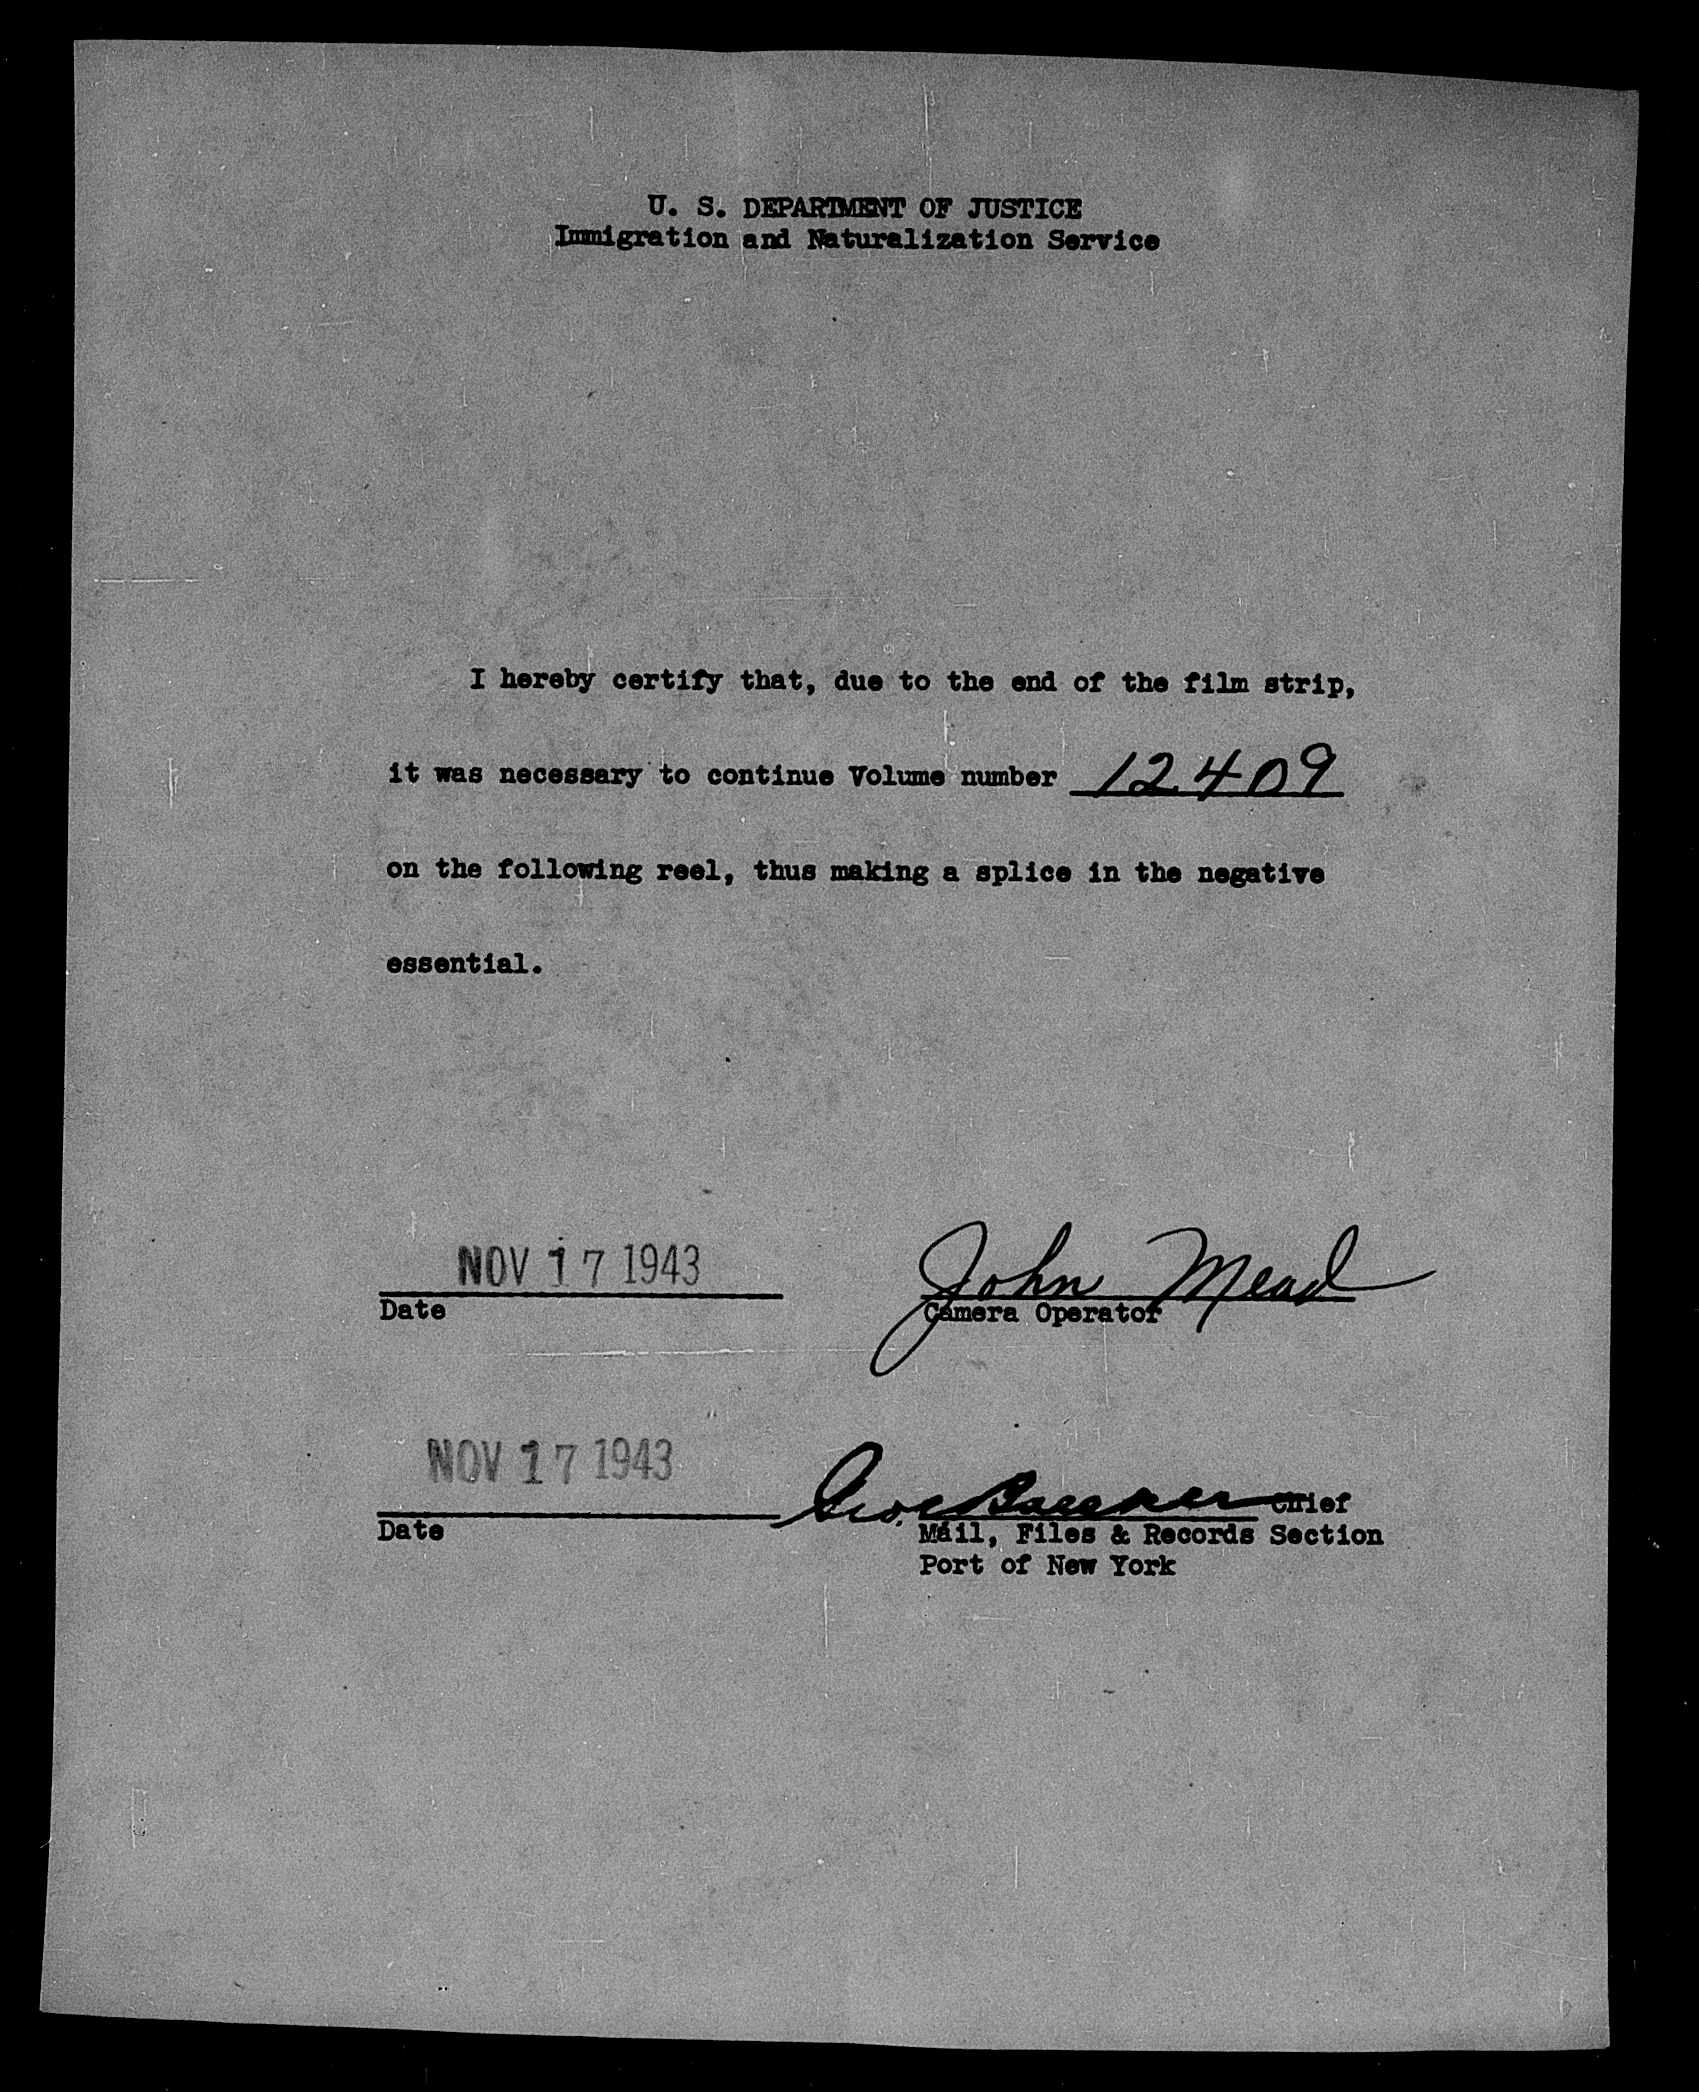 U. S. DEPARTMENT OF JUSTICE
Immigration and Naturalization Service
I hereby certify that, due to the end of the film strip,
it was necessary to continue Volume number 12409
on the following reel, thus making a splice in the negative
essential.
NOV 17 1943 John Mead
Date Camera Operator
NOV 17 1943 Geo. Chief
Date Mail, Files & Records Section
Port of New York